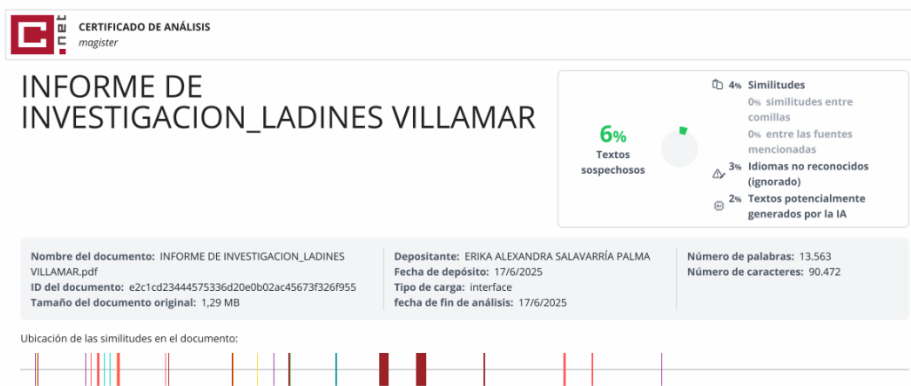 C
.net
CERTIFICADO DE ANÁLISIS
magister
INFORME DE
INVESTIGACION_LADINES VILLAMAR
6%
Textos
sospechosos
4% Similitudes
0% similitudes entre
comillas
0% entre las fuentes
mencionadas
3% Idiomas no reconocidos
(ignorado)
2% Textos potencialmente
generados por la IA
Nombre del documento: INFORME DE INVESTIGACION_LADINES
VILLAMAR.pdf
ID del documento: e2c1cd23444575336d20e0b02ac45673f326f955
Tamaño del documento original: 1,29 MB
Depositante: ERIKA ALEXANDRA SALAVARRÍA PALMA
Fecha de depósito: 17/6/2025
Tipo de carga: interface
fecha de fin de análisis: 17/6/2025
Número de palabras: 13.563
Número de caracteres: 90.472
Ubicación de las similitudes en el documento: